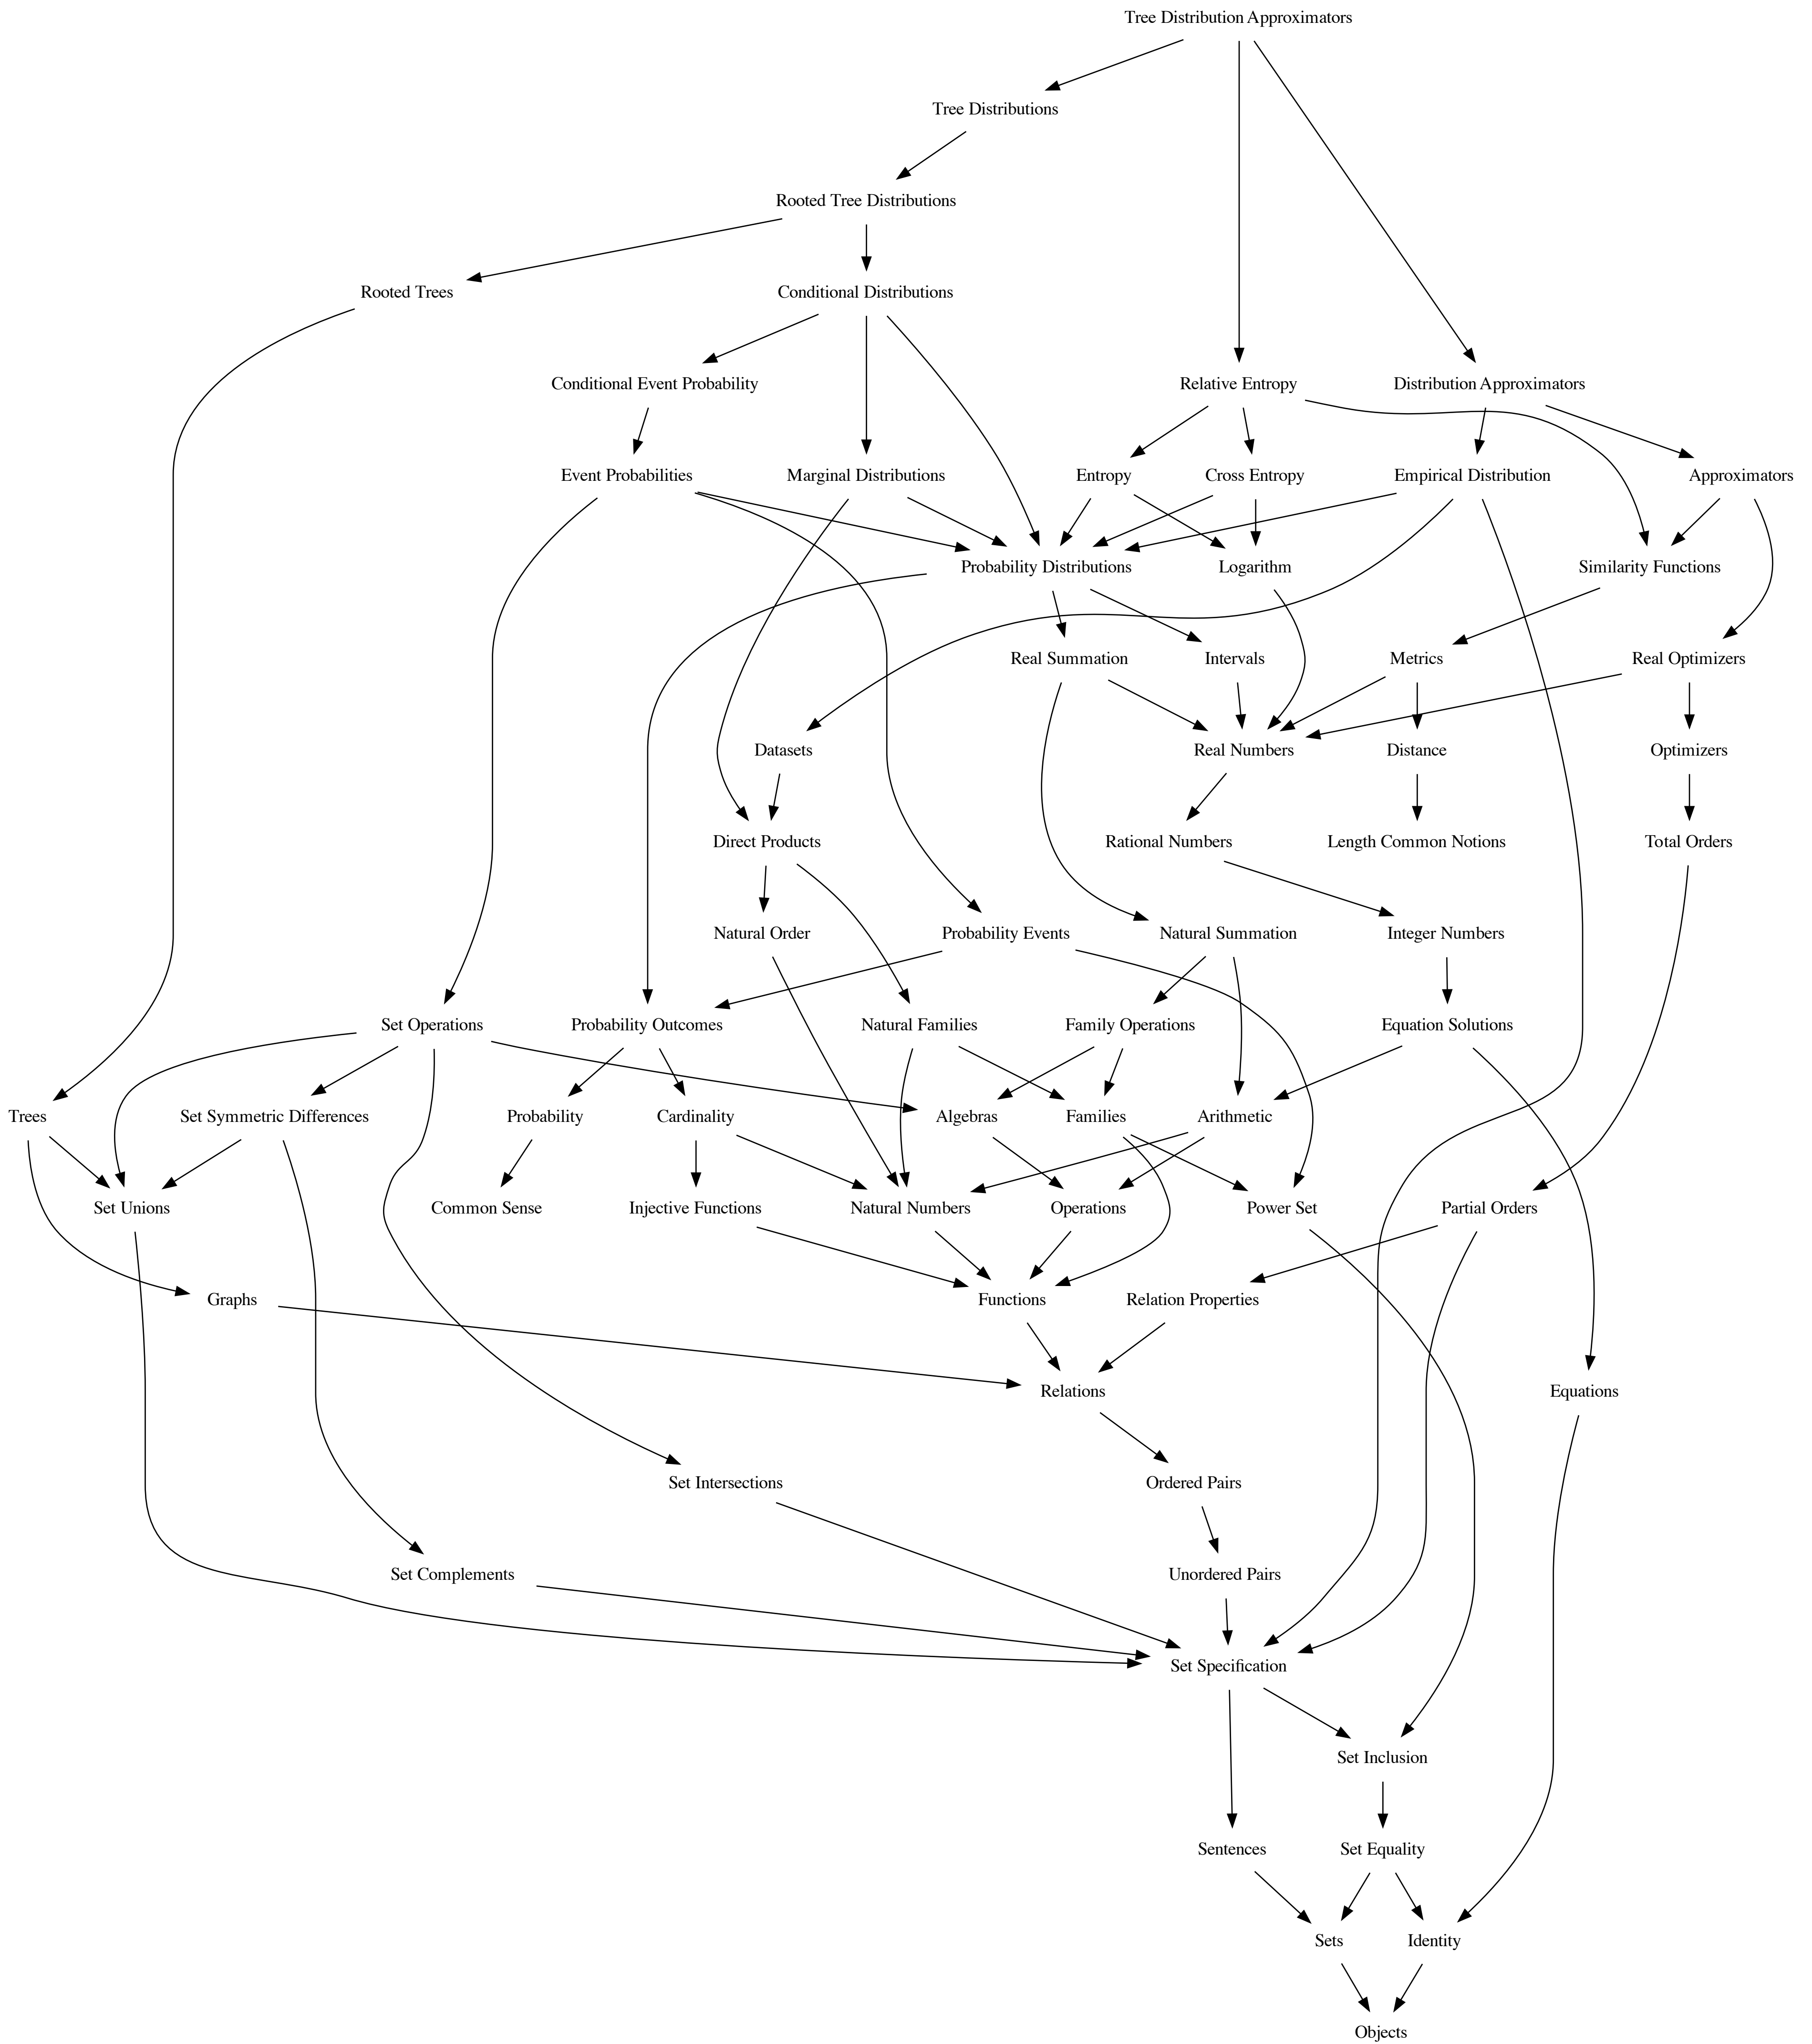 Tree Distribution Approximators
Tree Distributions
Rooted Tree Distributions
Rooted Trees
Conditional Distributions
Conditional Event Probability
Relative Entropy
Distribution Approximators
Event Probabilities
Marginal Distributions
Entropy
Cross Entropy
Empirical Distribution
Approximators
Probability Distributions
Logarithm
Similarity Functions
Real Summation
Intervals
Metrics
Real Optimizers
Datasets
Real Numbers
Distance
Optimizers
Direct Products
Rational Numbers
Length Common Notions
Total Orders
Natural Order
Probability Events
Natural Summation
Integer Numbers
Set Operations
Probability Outcomes
Natural Families
Family Operations
Equation Solutions
Trees
Set Symmetric Differences
Probability
Cardinality
Algebras
Families
Arithmetic
Set Unions
Common Sense
Injective Functions
Natural Numbers
Operations
Power Set
Partial Orders
Graphs
Functions
Relation Properties
Relations
Equations
Set Intersections
Ordered Pairs
Set Complements
Unordered Pairs
Set Specification
Set Inclusion
Sentences
Set Equality
Sets
Identity
Objects